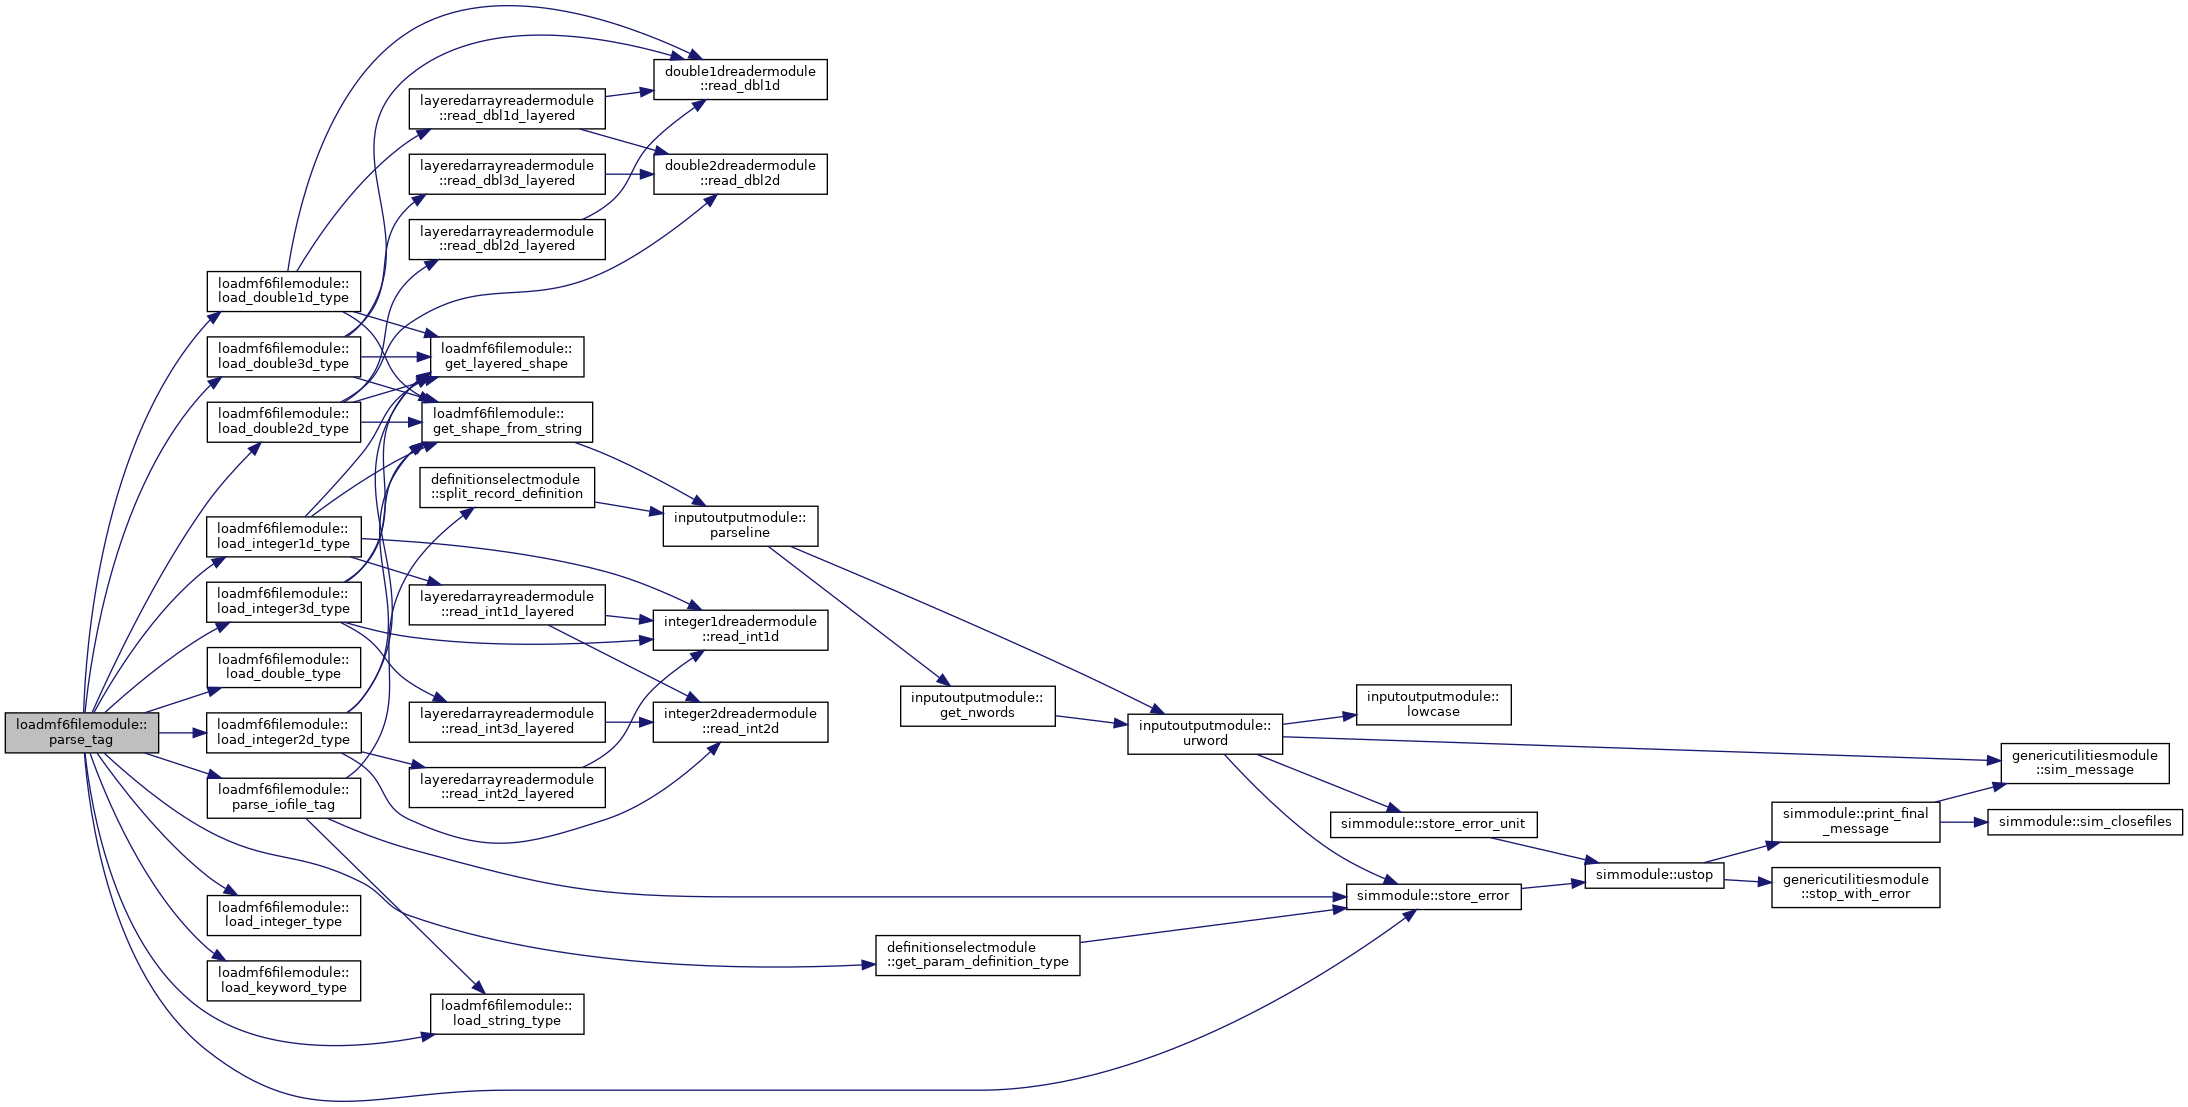 loadmf6filemodule::
parse_tag
loadmf6filemodule::
load_double1d_type
loadmf6filemodule::
load_double3d_type
loadmf6filemodule::
load_double2d_type
loadmf6filemodule::
load_integer1d_type
loadmf6filemodule::
load_integer3d_type
loadmf6filemodule::
load_double_type
loadmf6filemodule::
load_integer2d_type
loadmf6filemodule::
parse_iofile_tag
loadmf6filemodule::
load_integer_type
loadmf6filemodule::
load_keyword_type
layeredarrayreadermodule
::read_dbl1d_layered
layeredarrayreadermodule
::read_dbl3d_layered
layeredarrayreadermodule
::read_dbl2d_layered
loadmf6filemodule::
get_layered_shape
loadmf6filemodule::
get_shape_from_string
definitionselectmodule
::split_record_definition
layeredarrayreadermodule
::read_int1d_layered
layeredarrayreadermodule
::read_int3d_layered
layeredarrayreadermodule
::read_int2d_layered
loadmf6filemodule::
load_string_type
double1dreadermodule
::read_dbl1d
double2dreadermodule
::read_dbl2d
inputoutputmodule::
parseline
integer1dreadermodule
::read_int1d
integer2dreadermodule
::read_int2d
inputoutputmodule::
get_nwords
definitionselectmodule
::get_param_definition_type
inputoutputmodule::
urword
inputoutputmodule::
lowcase
simmodule::store_error_unit
simmodule::store_error
simmodule::ustop
simmodule::print_final
_message
genericutilitiesmodule
::stop_with_error
genericutilitiesmodule
::sim_message
simmodule::sim_closefiles